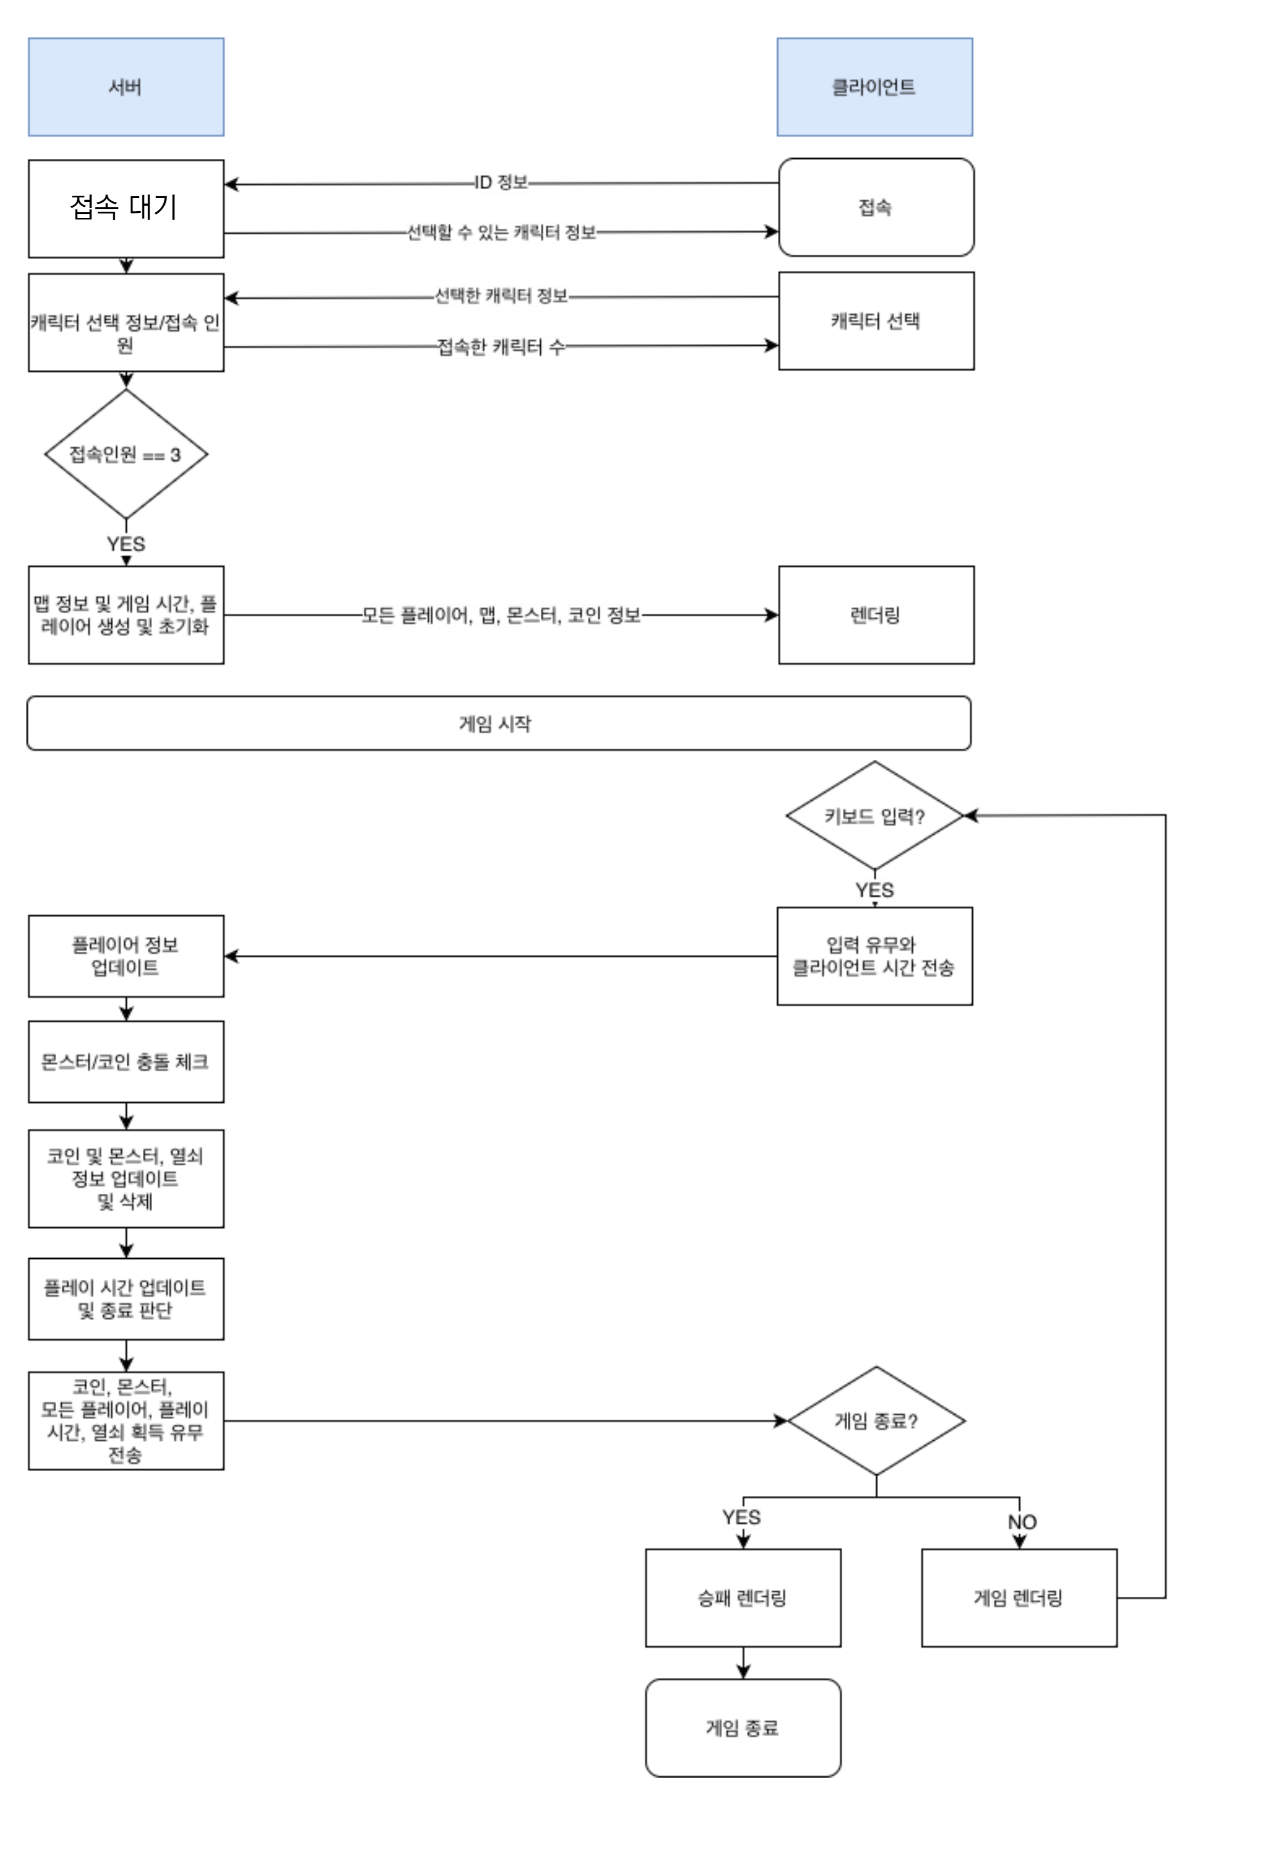 서버
클라이언트
접속 대기
ID 정보
선택할 수 있는 캐릭터 정보
접속
캐릭터 선택 정보/접속 인
원
선택한 캐릭터 정보
접속한 캐릭터 수
캐릭터 선택
접속인원 == 3
YES
맵 정보 및 게임 시간, 플
레이어 생성 및 초기화
모든 플레이어, 맵, 몬스터, 코인 정보
렌더링
게임 시작
키보드 입력?
YES
입력 유무와
클라이언트 시간 전송
플레이어 정보
업데이트
몬스터/코인 충돌 체크
코인 및 몬스터, 열쇠
정보 업데이트
및 삭제
플레이 시간 업데이트
및 종료 판단
코인, 몬스터,
모든 플레이어, 플레이
시간, 열쇠 획득 유무
전송
게임 종료?
YES
NO
승패 렌더링
게임 렌더링
게임 종료